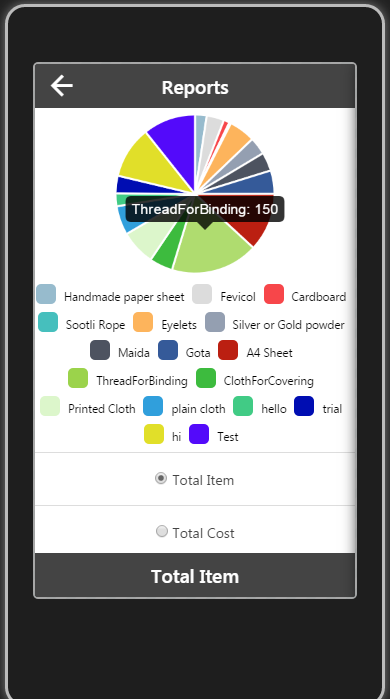 Reports
ThreadForBinding: 150
Handmade paper sheet Fevicol Cardboard
Sootli Rope Eyelets Silver or Gold powder
Maida Gota A4 Sheet
ThreadForBinding ClothForCovering
Printed Cloth plain cloth hello trial
hi Test
Total Item
Total Cost
Total Item